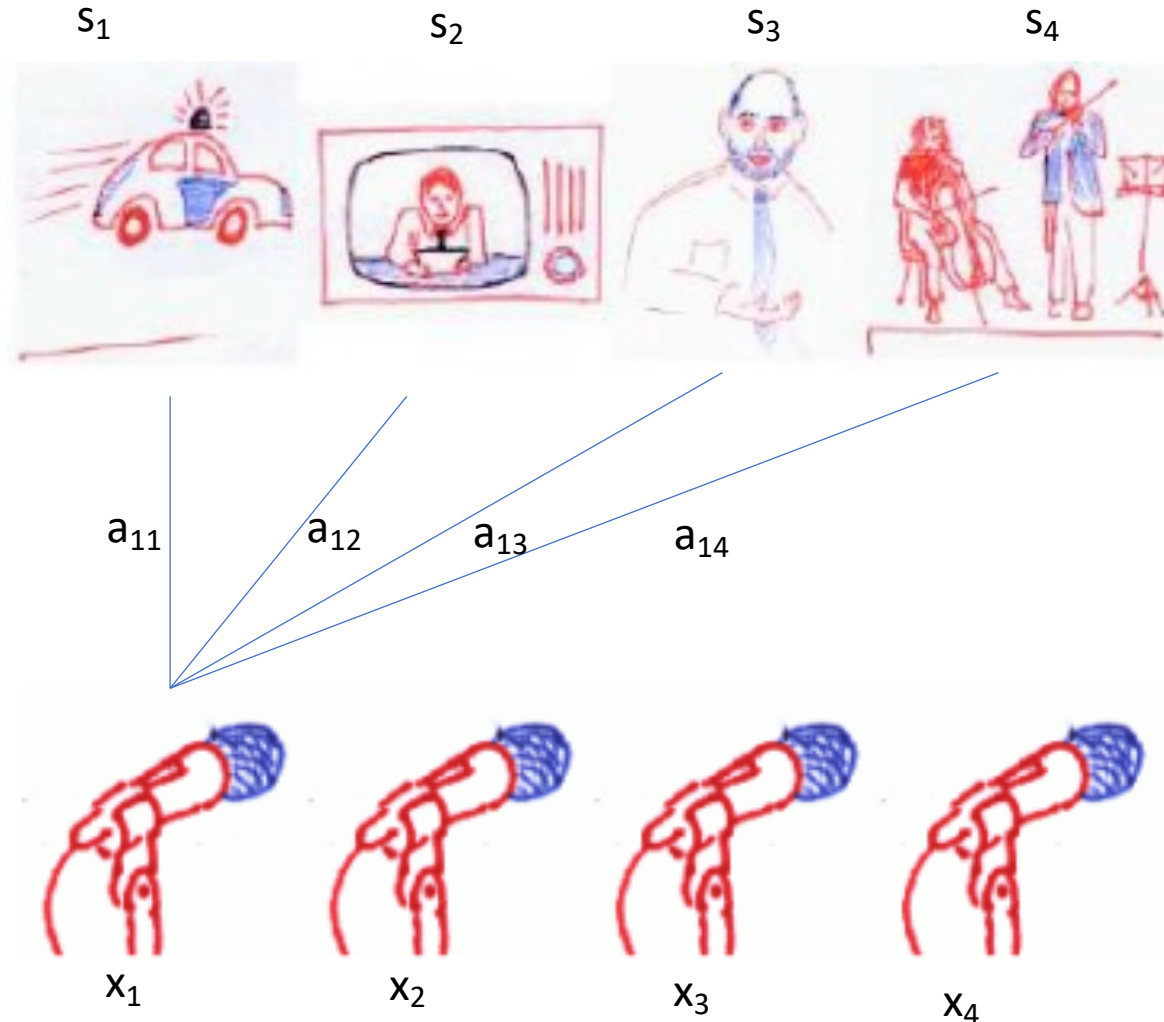 s₁ s₂ s₃ s₄
a₁₁ a₁₂ a₁₃ a₁₄
x₁ x₂ x₃ x₄